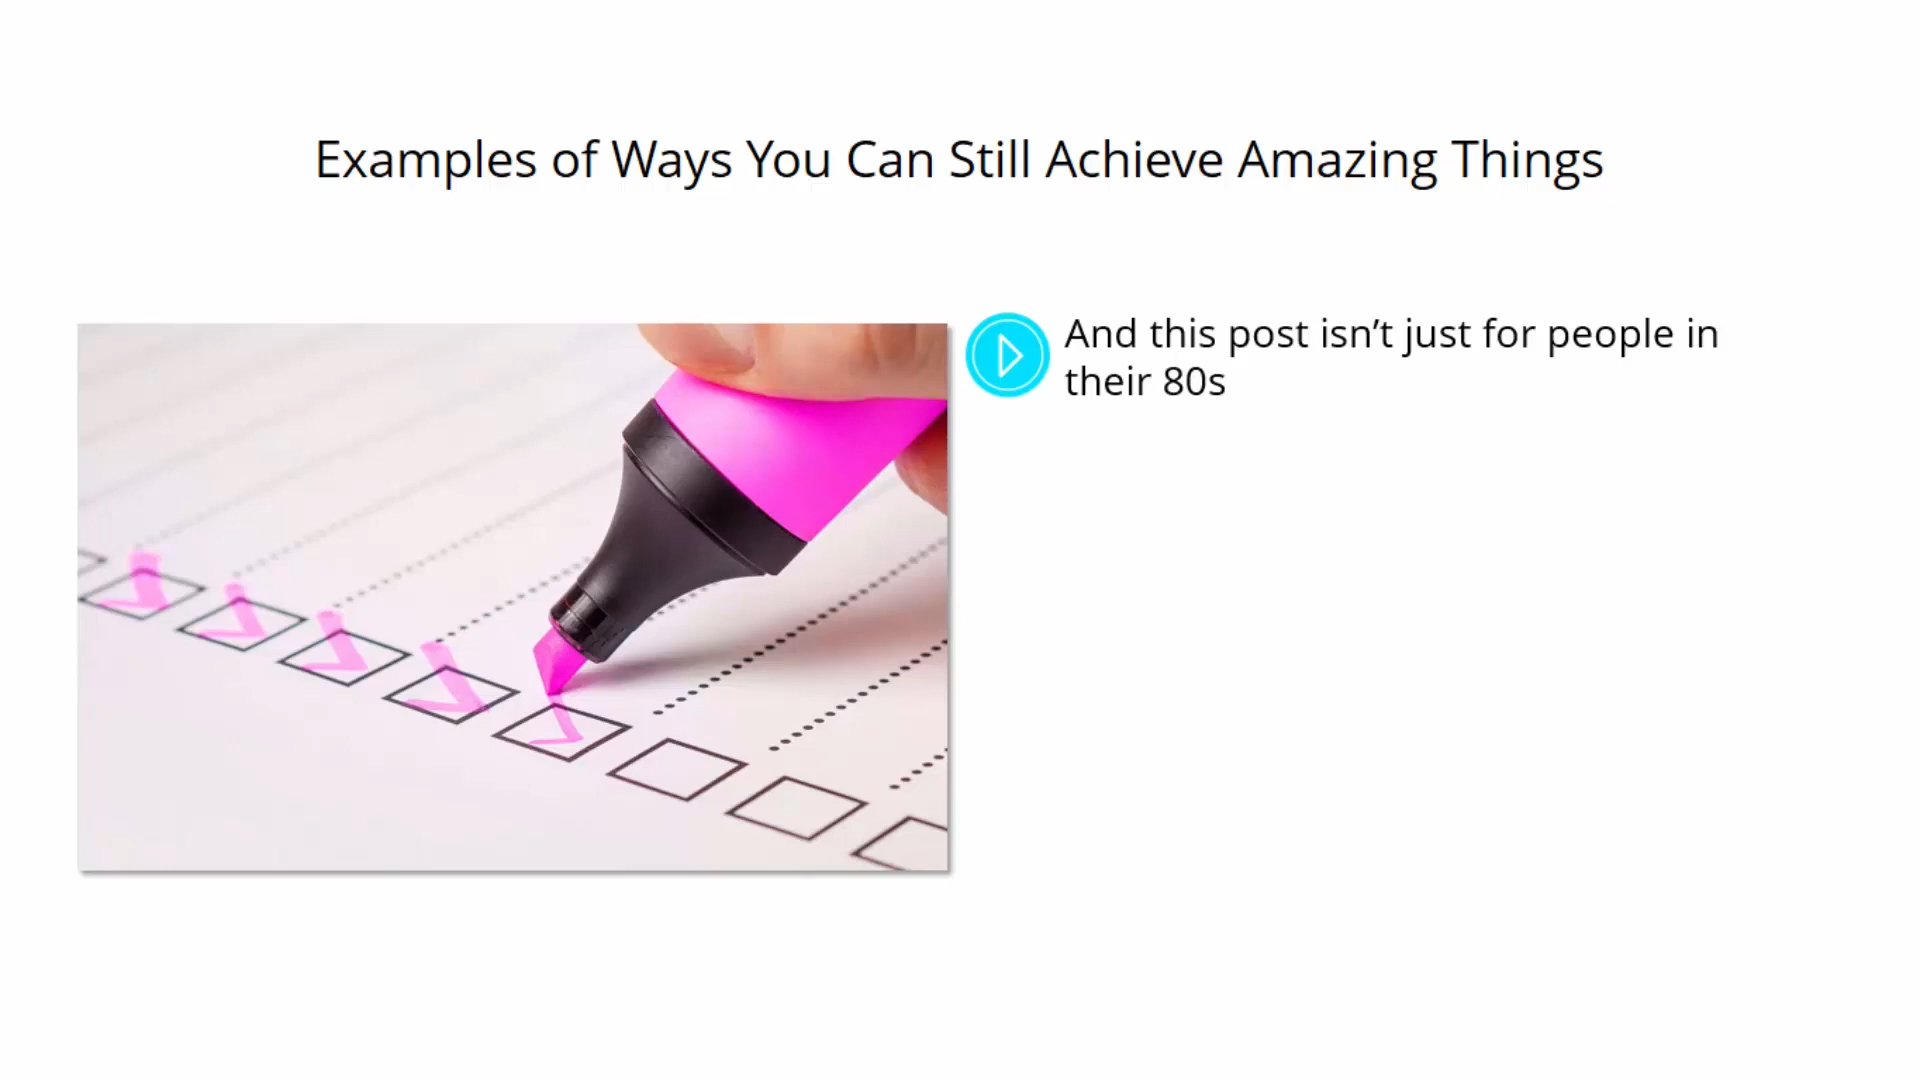 Examples of Ways You Can Still Achieve Amazing Things
And this post isn’t just for people in
their 80s